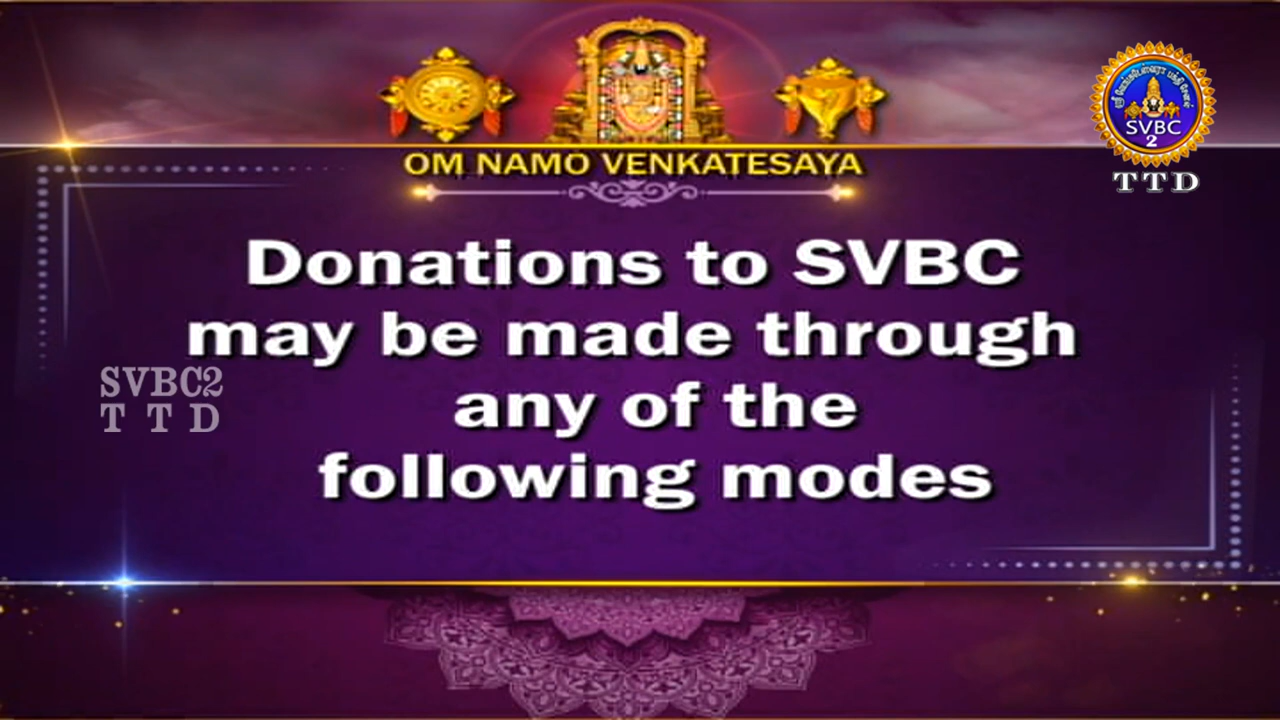 OM NAMO VENKATESAYA
SVBC
2
TTD
Donations to SVBC
may be made through
any of the
following modes
SVBC2
TTD